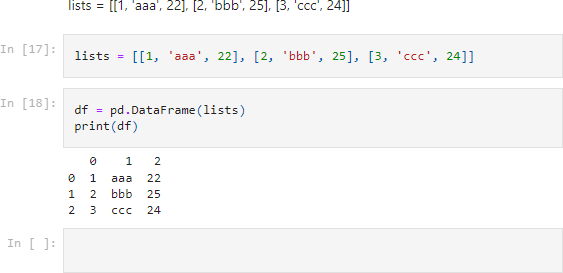 lists = [[1, 'aaa', 22], [2, 'bbb', 25], [3, 'ccc', 24]]
In [17]: lists = [[1, 'aaa', 22], [2, 'bbb', 25], [3, 'ccc', 24]]
In [18]: df = pd.DataFrame(lists)
print(df)
   0    1   2
0  1  aaa  22
1  2  bbb  25
2  3  ccc  24
In [ ]: